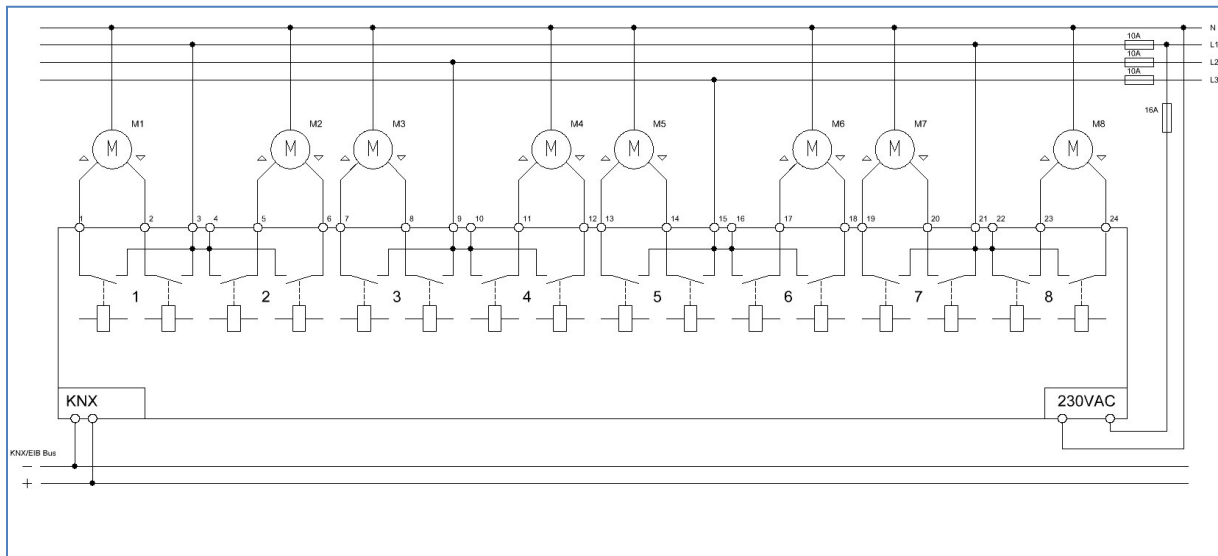 N
10A
L1
10A
L2
10A
L3
16A
M1 M2 M3 M4 M5 M6 M7 M8
M M M M M M M M
1 2 3 4 5 6 7 8 9 10 11 12 13 14 15 16 17 18 19 20 21 22 23 24
1 2 3 4 5 6 7 8
KNX 230VAC
KNX/EIB Bus
−
+